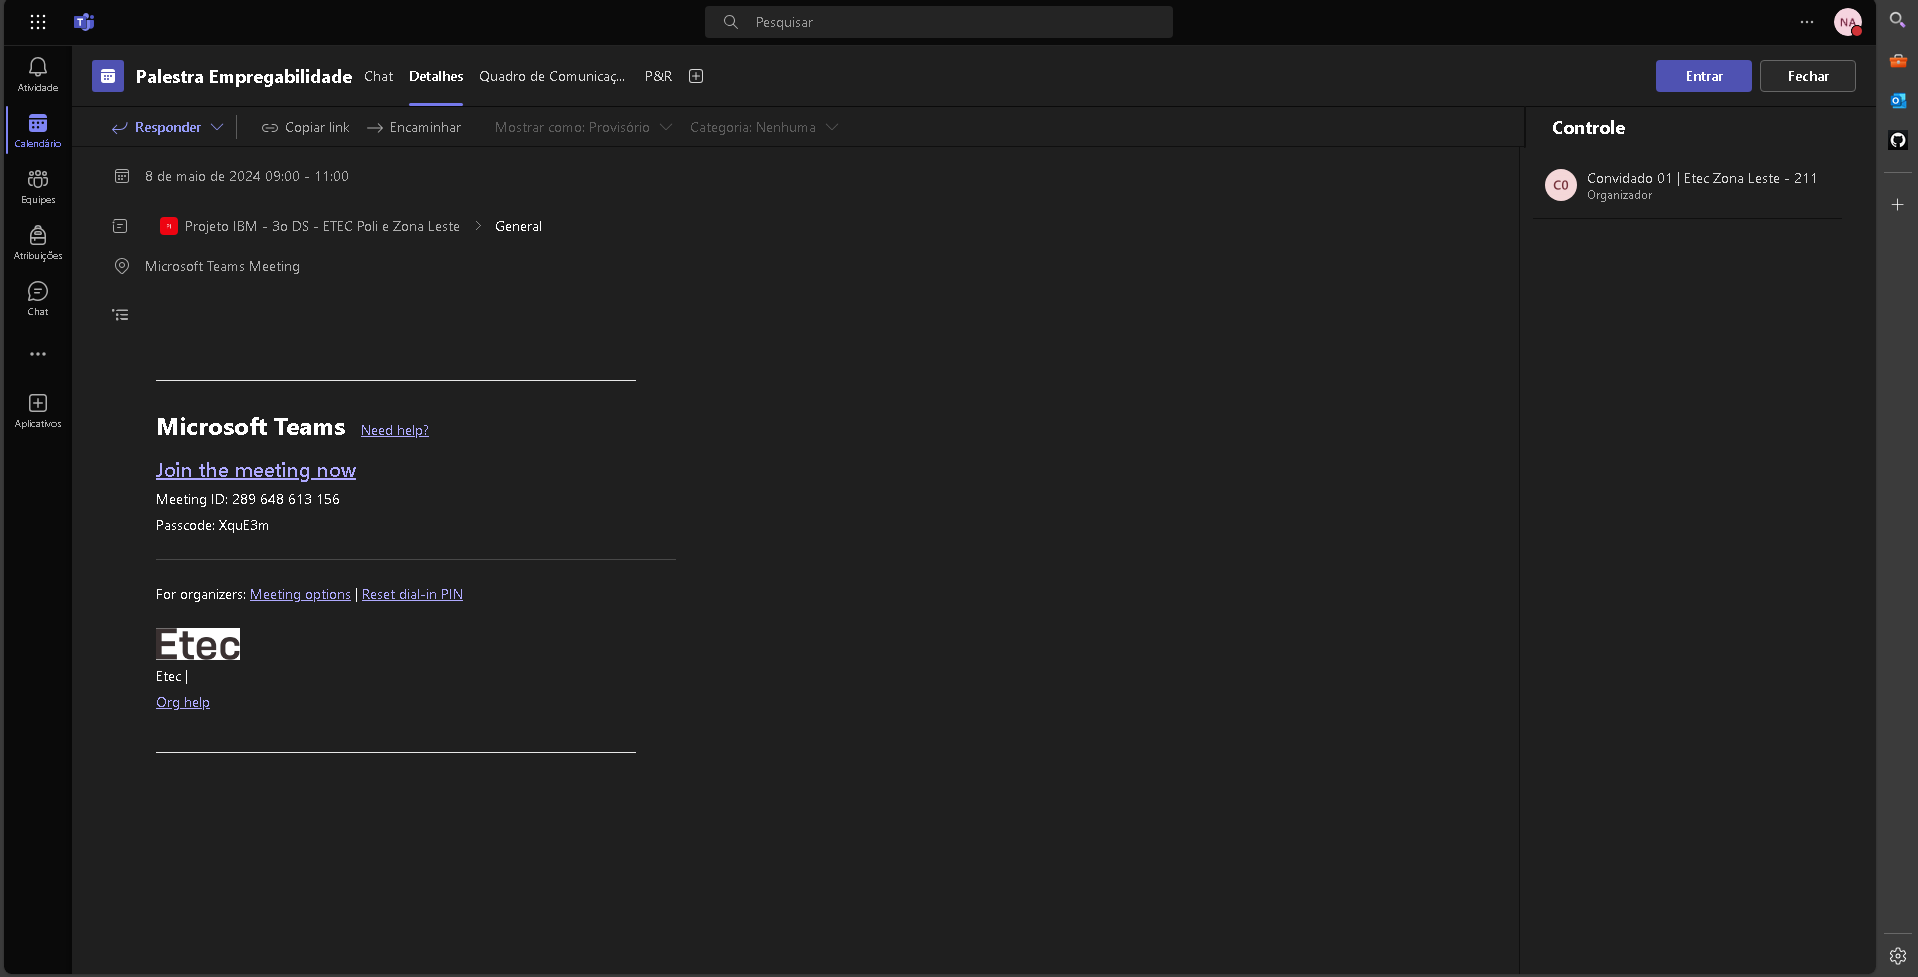 Pesquisar
NA
Atividade
Calendário
Equipes
Atribuições
Chat
Aplicativos
Palestra Empregabilidade Chat Detalhes Quadro de Comunicaç... P&R
Entrar Fechar
Responder Copiar link Encaminhar Mostrar como: Provisório Categoria: Nenhuma
8 de maio de 2024 09:00 - 11:00
Projeto IBM - 3o DS - ETEC Poli e Zona Leste > General
Microsoft Teams Meeting
Microsoft Teams Need help?
Join the meeting now
Meeting ID: 289 648 613 156
Passcode: XquE3m
For organizers: Meeting options | Reset dial-in PIN
Etec
Etec |
Org help
Controle
C0 Convidado 01 | Etec Zona Leste - 211
Organizador